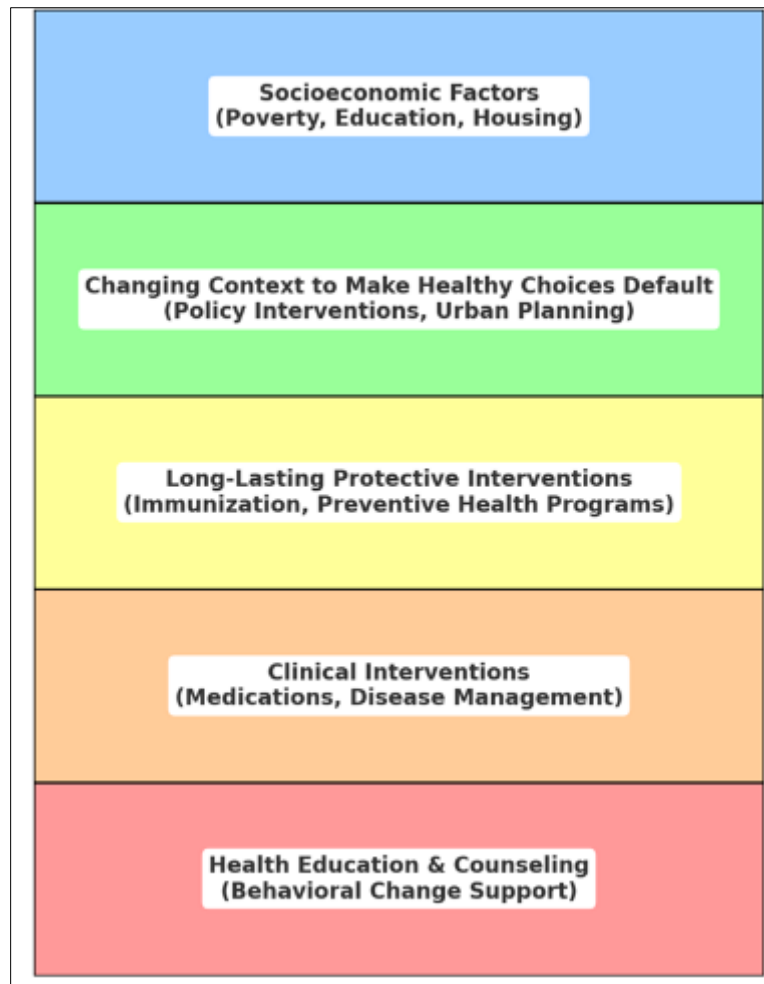 Socioeconomic Factors
(Poverty, Education, Housing)
Changing Context to Make Healthy Choices Default
(Policy Interventions, Urban Planning)
Long-Lasting Protective Interventions
(Immunization, Preventive Health Programs)
Clinical Interventions
(Medications, Disease Management)
Health Education & Counseling
(Behavioral Change Support)